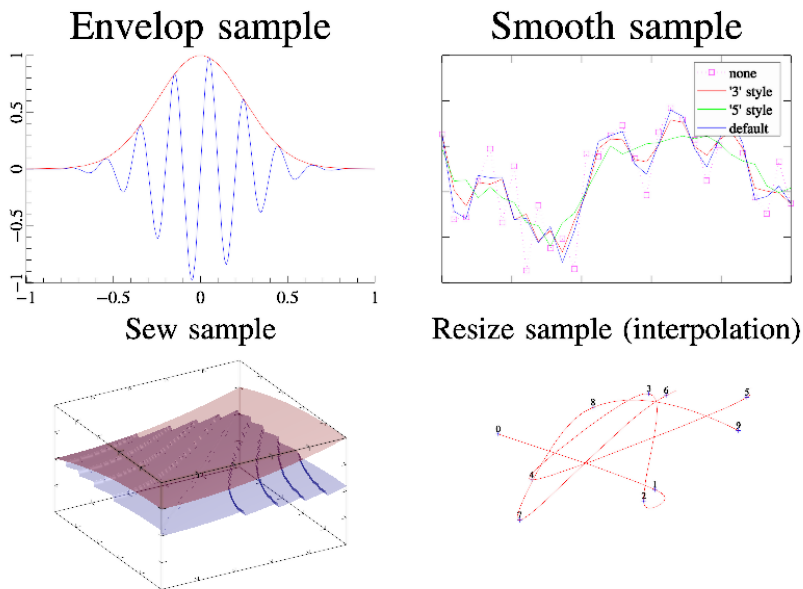 Envelop sample
Smooth sample
1
0.5
0
−0.5
−1
−1
−0.5
0
0.5
1
none
'3' style
'5' style
default
Sew sample
Resize sample (interpolation)
0
1
2
3
4
5
6
7
8
9